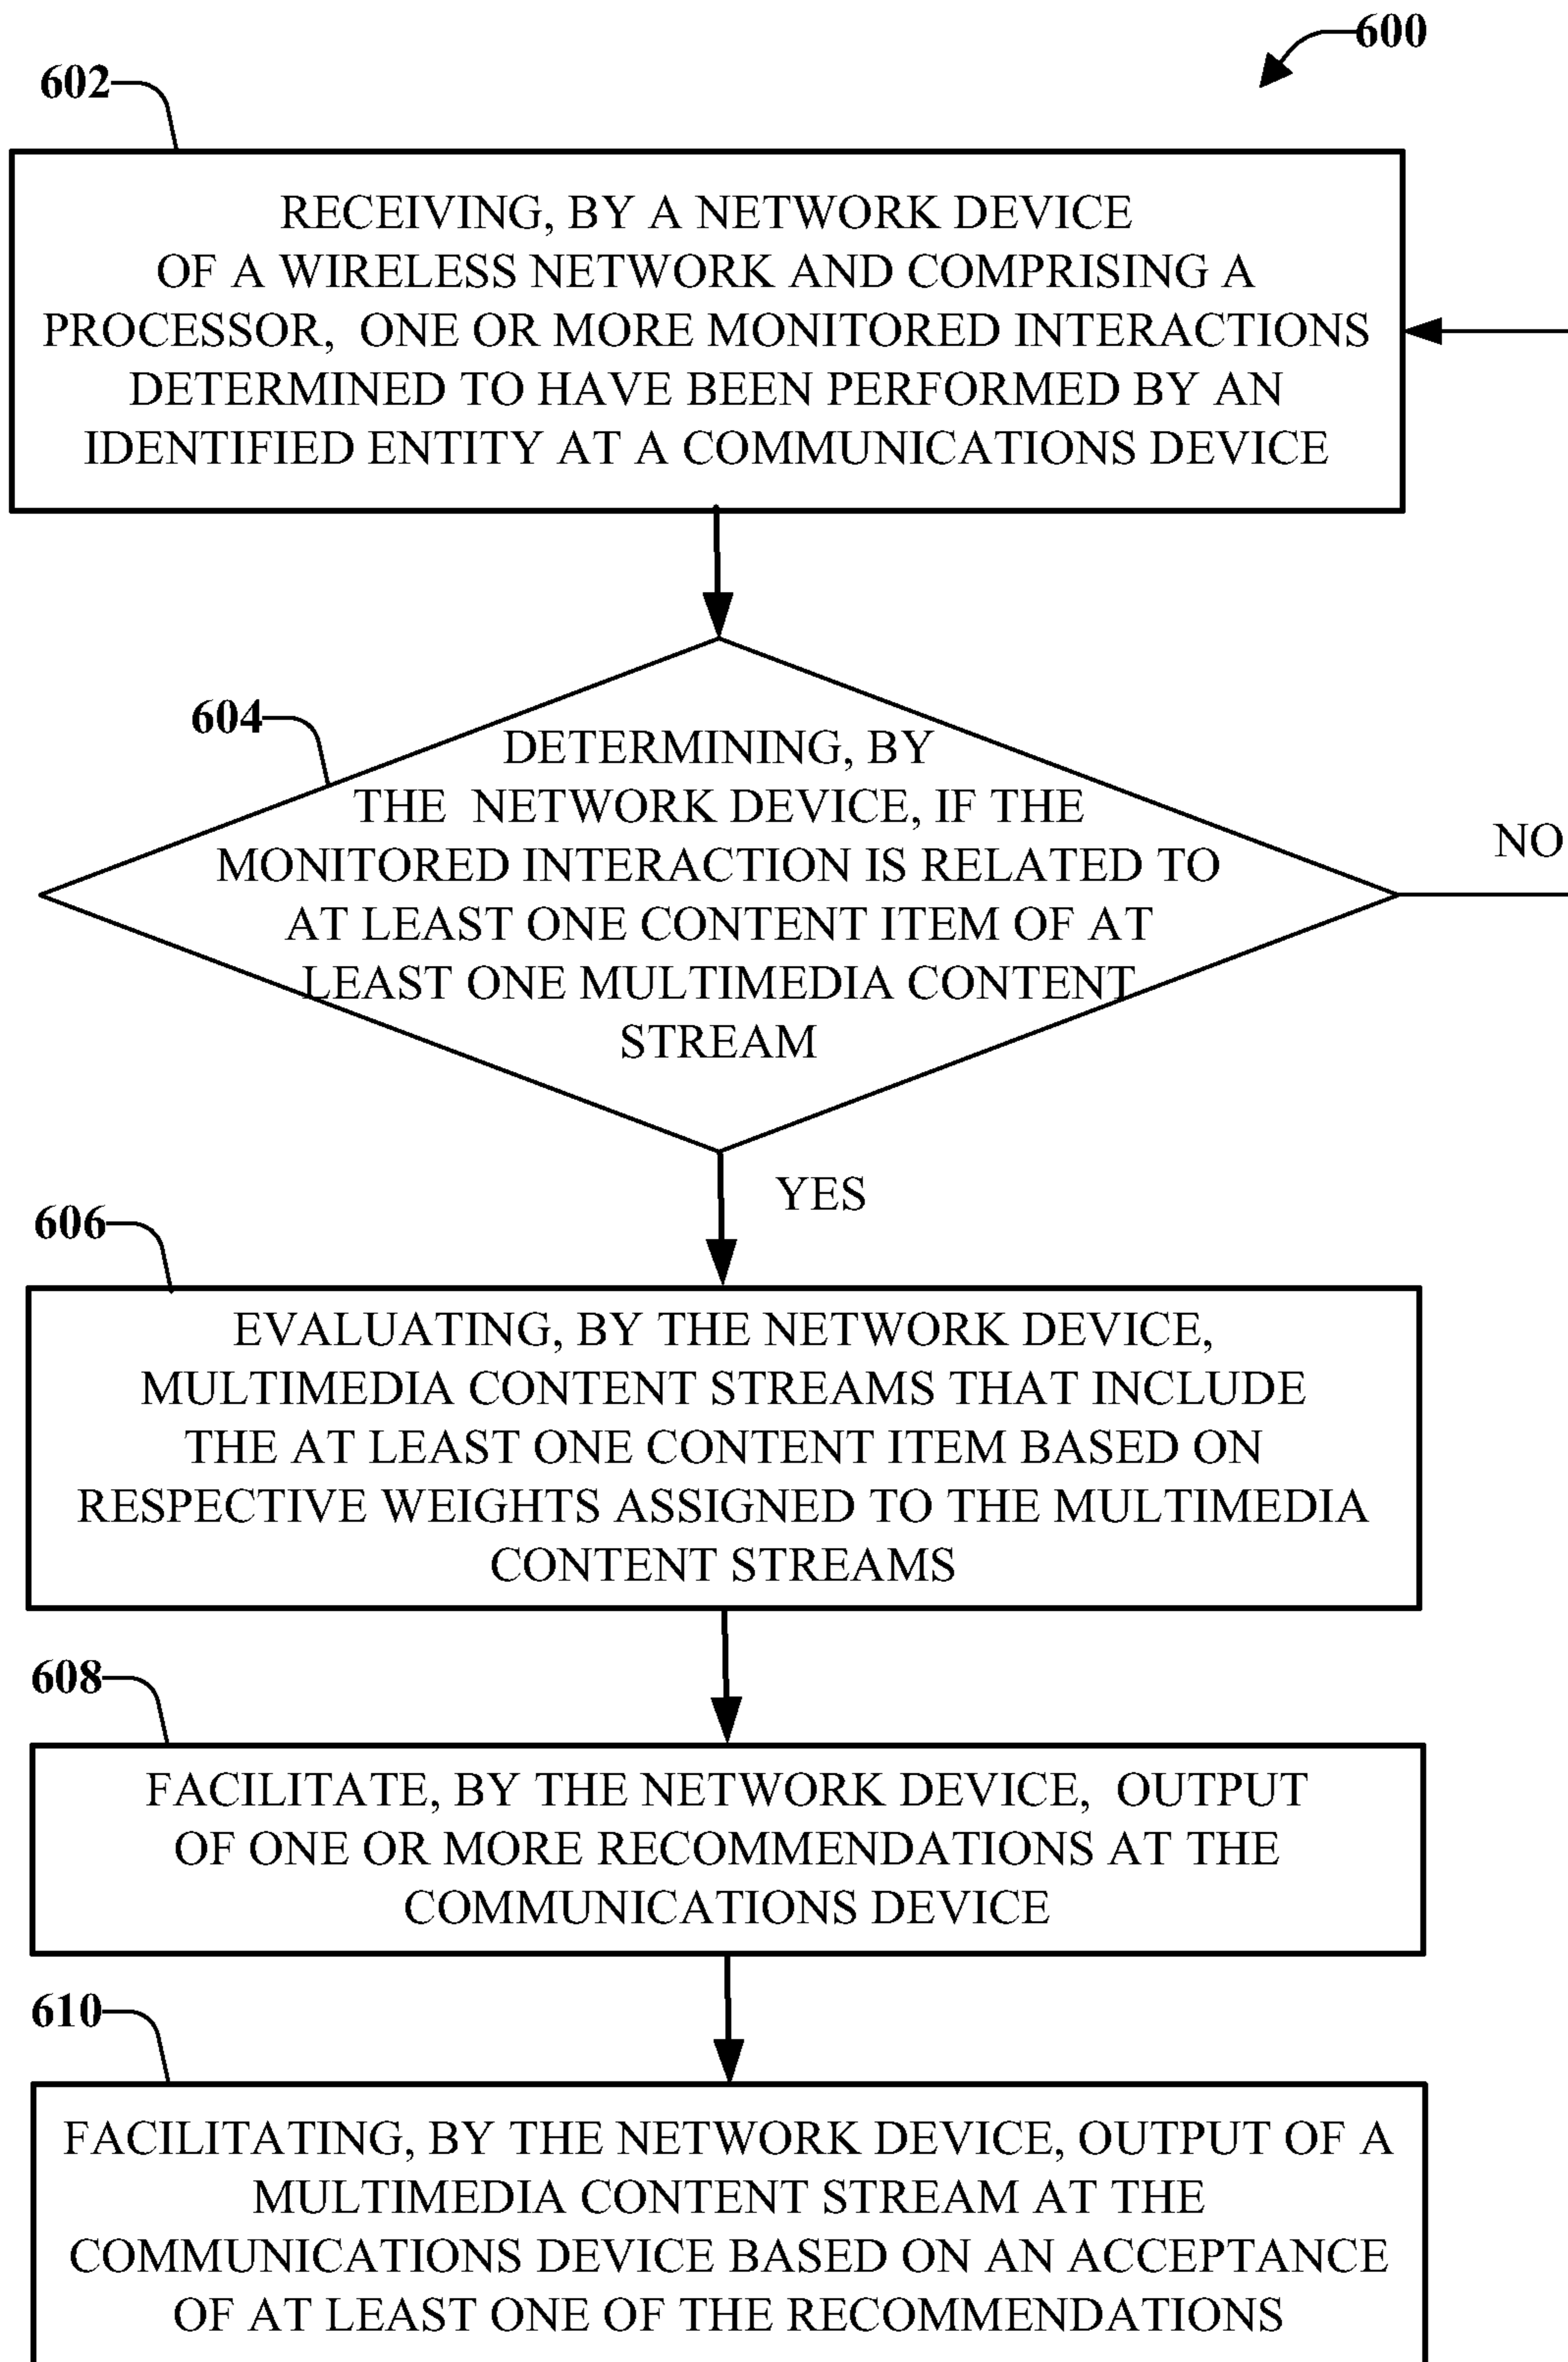 600
602
RECEIVING, BY A NETWORK DEVICE
OF A WIRELESS NETWORK AND COMPRISING A
PROCESSOR, ONE OR MORE MONITORED INTERACTIONS
DETERMINED TO HAVE BEEN PERFORMED BY AN
IDENTIFIED ENTITY AT A COMMUNICATIONS DEVICE
604
DETERMINING, BY
THE NETWORK DEVICE, IF THE
MONITORED INTERACTION IS RELATED TO
AT LEAST ONE CONTENT ITEM OF AT
LEAST ONE MULTIMEDIA CONTENT
STREAM
NO
YES
606
EVALUATING, BY THE NETWORK DEVICE,
MULTIMEDIA CONTENT STREAMS THAT INCLUDE
THE AT LEAST ONE CONTENT ITEM BASED ON
RESPECTIVE WEIGHTS ASSIGNED TO THE MULTIMEDIA
CONTENT STREAMS
608
FACILITATE, BY THE NETWORK DEVICE, OUTPUT
OF ONE OR MORE RECOMMENDATIONS AT THE
COMMUNICATIONS DEVICE
610
FACILITATING, BY THE NETWORK DEVICE, OUTPUT OF A
MULTIMEDIA CONTENT STREAM AT THE
COMMUNICATIONS DEVICE BASED ON AN ACCEPTANCE
OF AT LEAST ONE OF THE RECOMMENDATIONS